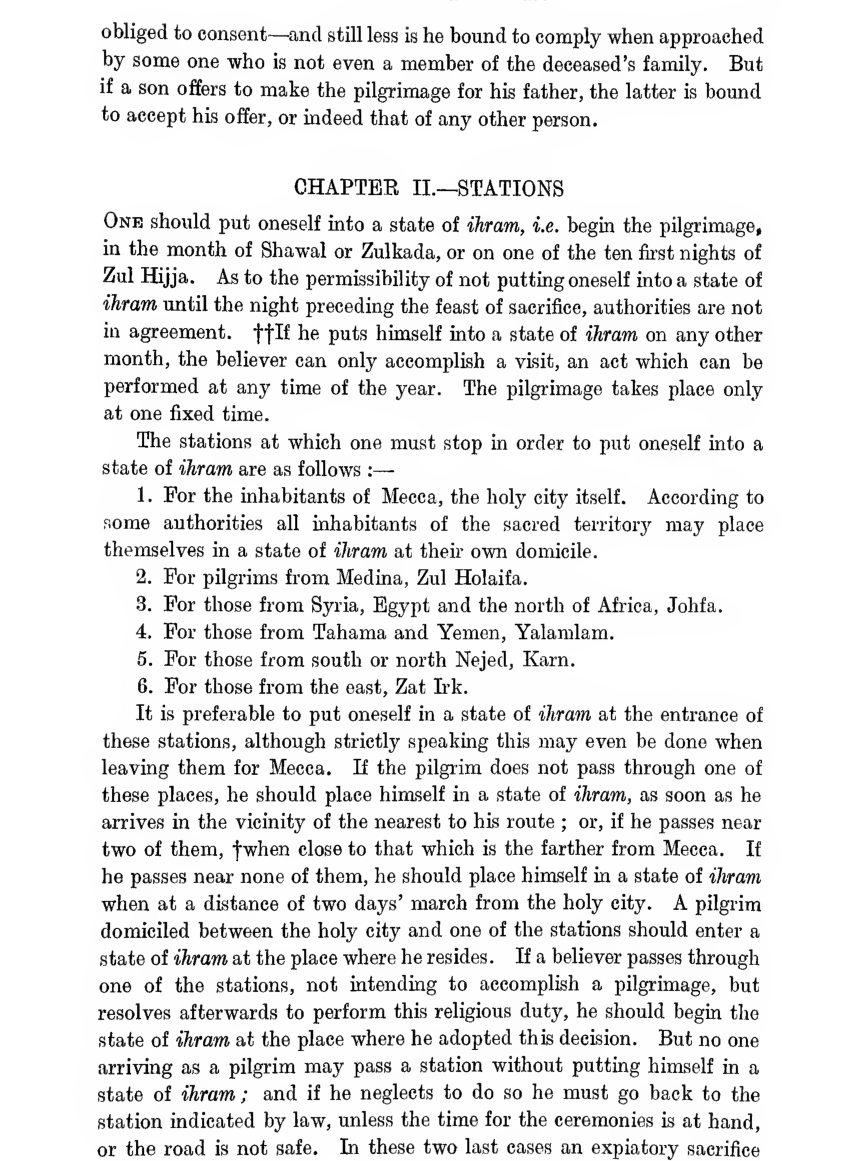 obliged to consent—and still less is he bound to comply when approached
by some one who is not even a member of the deceased's family. But
if a son offers to make the pilgrimage for his father, the latter is bound
to accept his offer, or indeed that of any other person.
CHAPTER II.—STATIONS
ONE should put oneself into a state of ihram, i.e. begin the pilgrimage,
in the month of Shawal or Zulkada, or on one of the ten first nights of
Zul Hijja. As to the permissibility of not putting oneself into a state of
ihram until the night preceding the feast of sacrifice, authorities are not
in agreement. ††If he puts himself into a state of ihram on any other
month, the believer can only accomplish a visit, an act which can be
performed at any time of the year. The pilgrimage takes place only
at one fixed time.
The stations at which one must stop in order to put oneself into a
state of ihram are as follows :—
1. For the inhabitants of Mecca, the holy city itself. According to
some authorities all inhabitants of the sacred territory may place
themselves in a state of ihram at their own domicile.
2. For pilgrims from Medina, Zul Holaifa.
3. For those from Syria, Egypt and the north of Africa, Johfa.
4. For those from Tahama and Yemen, Yalamlam.
5. For those from south or north Nejed, Karn.
6. For those from the east, Zat Irk.
It is preferable to put oneself in a state of ihram at the entrance of
these stations, although strictly speaking this may even be done when
leaving them for Mecca. If the pilgrim does not pass through one of
these places, he should place himself in a state of ihram, as soon as he
arrives in the vicinity of the nearest to his route ; or, if he passes near
two of them, †when close to that which is the farther from Mecca. If
he passes near none of them, he should place himself in a state of ihram
when at a distance of two days' march from the holy city. A pilgrim
domiciled between the holy city and one of the stations should enter a
state of ihram at the place where he resides. If a believer passes through
one of the stations, not intending to accomplish a pilgrimage, but
resolves afterwards to perform this religious duty, he should begin the
state of ihram at the place where he adopted this decision. But no one
arriving as a pilgrim may pass a station without putting himself in a
state of ihram ; and if he neglects to do so he must go back to the
station indicated by law, unless the time for the ceremonies is at hand,
or the road is not safe. In these two last cases an expiatory sacrifice